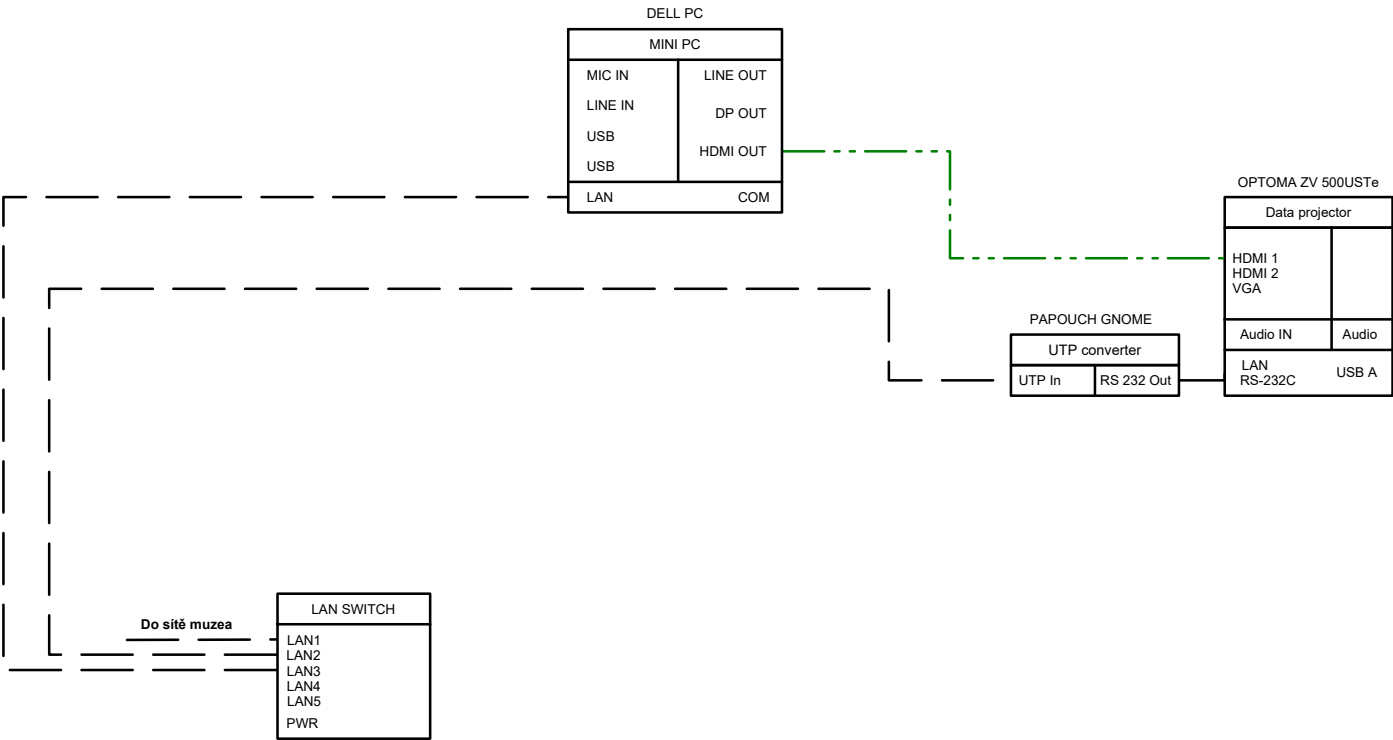 DELL PC
MINI PC
MIC IN
LINE OUT
LINE IN
DP OUT
USB
HDMI OUT
USB
LAN
COM
OPTOMA ZV 500USTe
Data projector
HDMI 1
HDMI 2
VGA
Audio IN
Audio
LAN
RS-232C
USB A
PAPOUCH GNOME
UTP converter
UTP In
RS 232 Out
LAN SWITCH
Do sítě muzea
LAN1
LAN2
LAN3
LAN4
LAN5
PWR